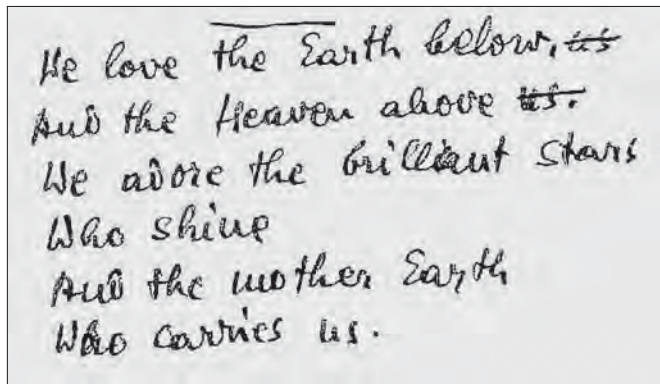 We love the Earth below, us
And the Heaven above us.
We adore the brilliant stars
Who shine
And the mother Earth
Who carries us.